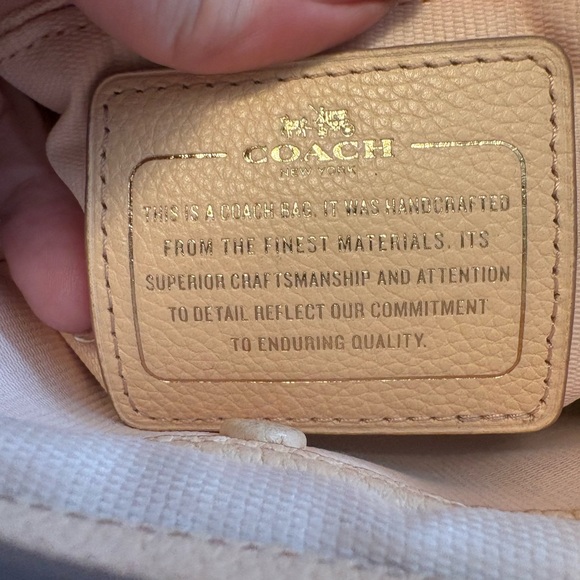 COACH
NEW YORK
THIS IS A COACH BAG. IT WAS HANDCRAFTED
FROM THE FINEST MATERIALS. ITS
SUPERIOR CRAFTSMANSHIP AND ATTENTION
TO DETAIL REFLECT OUR COMMITMENT
TO ENDURING QUALITY.